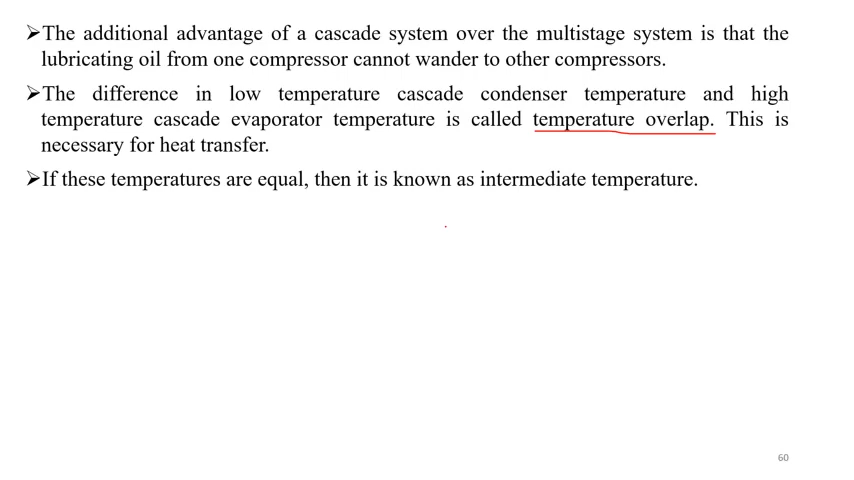 ➢The additional advantage of a cascade system over the multistage system is that the
lubricating oil from one compressor cannot wander to other compressors.
➢The difference in low temperature cascade condenser temperature and high
temperature cascade evaporator temperature is called temperature overlap. This is
necessary for heat transfer.
➢If these temperatures are equal, then it is known as intermediate temperature.
60